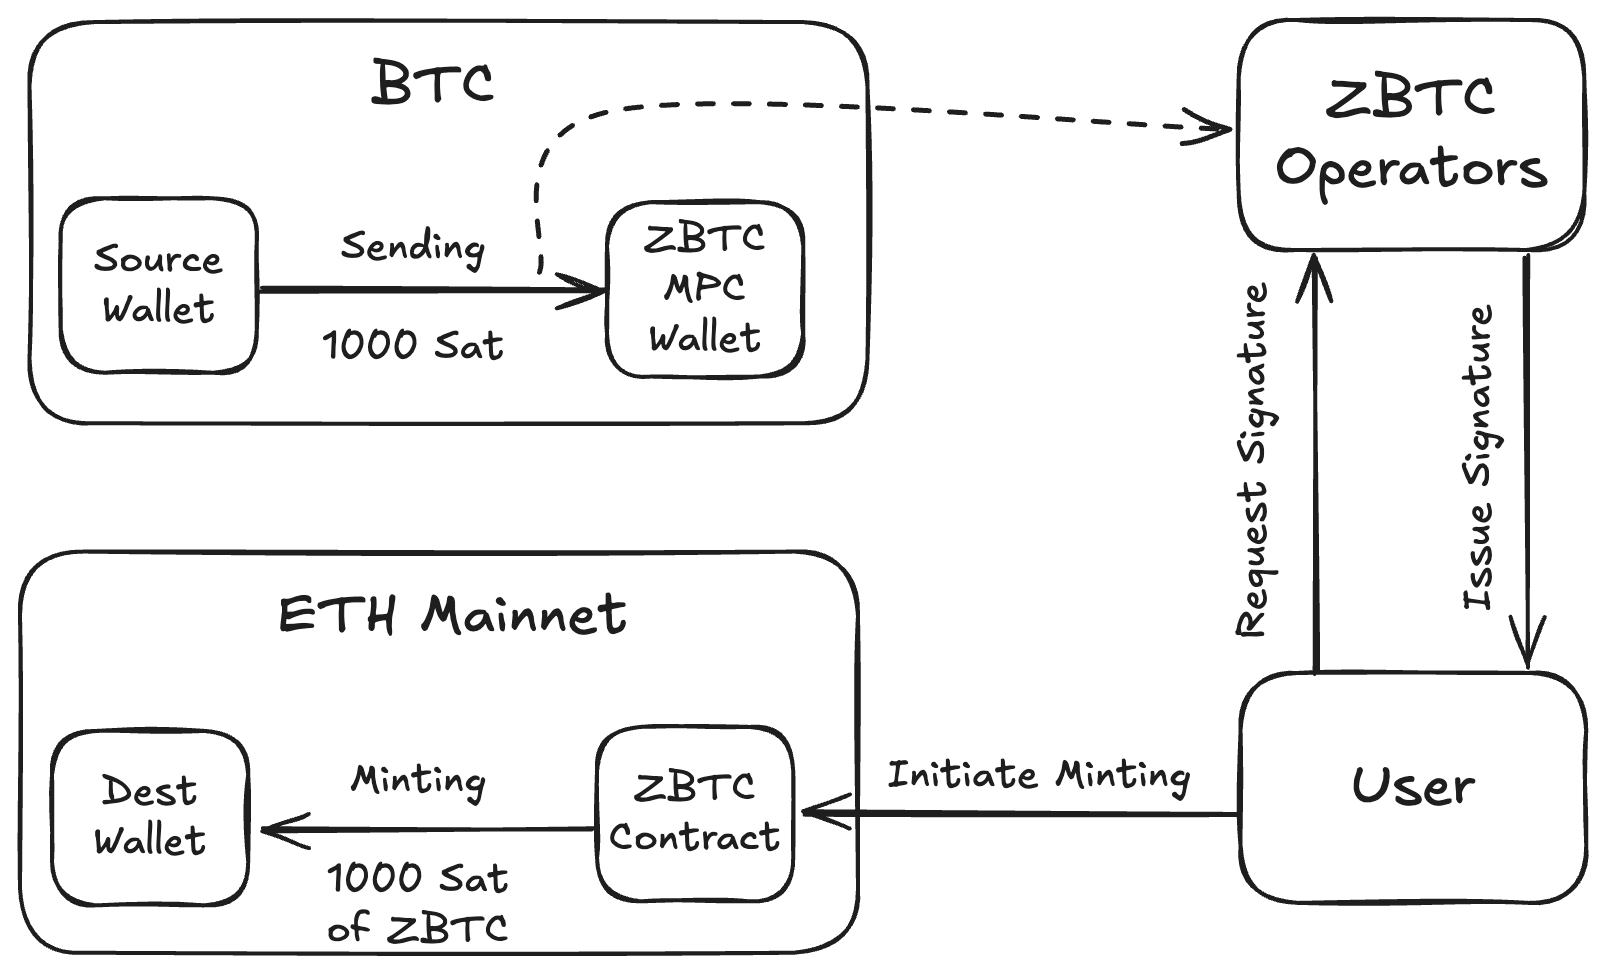 BTC
Source
Wallet
Sending
1000 Sat
ZBTC
MPC
Wallet
ZBTC
Operators
Request Signature
Issue Signature
ETH Mainnet
Dest
Wallet
Minting
1000 Sat
of ZBTC
ZBTC
Contract
Initiate Minting
User